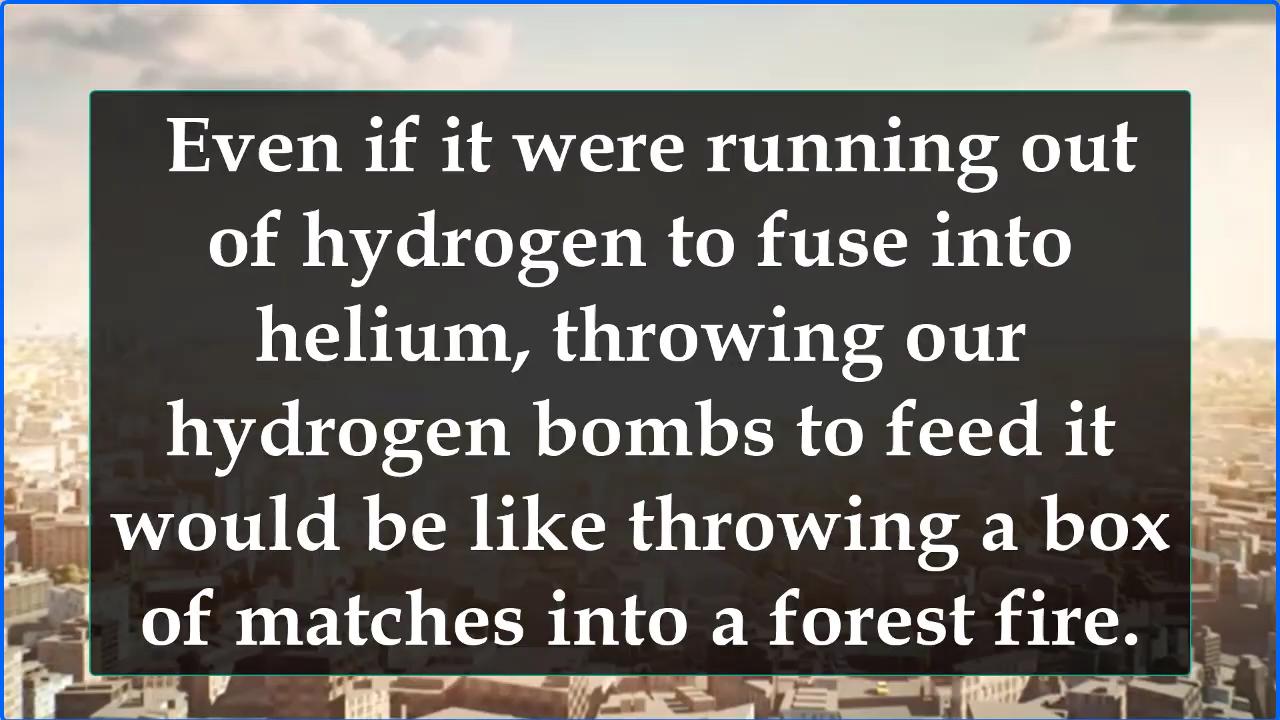 Even if it were running out
of hydrogen to fuse into
helium, throwing our
hydrogen bombs to feed it
would be like throwing a box
of matches into a forest fire.